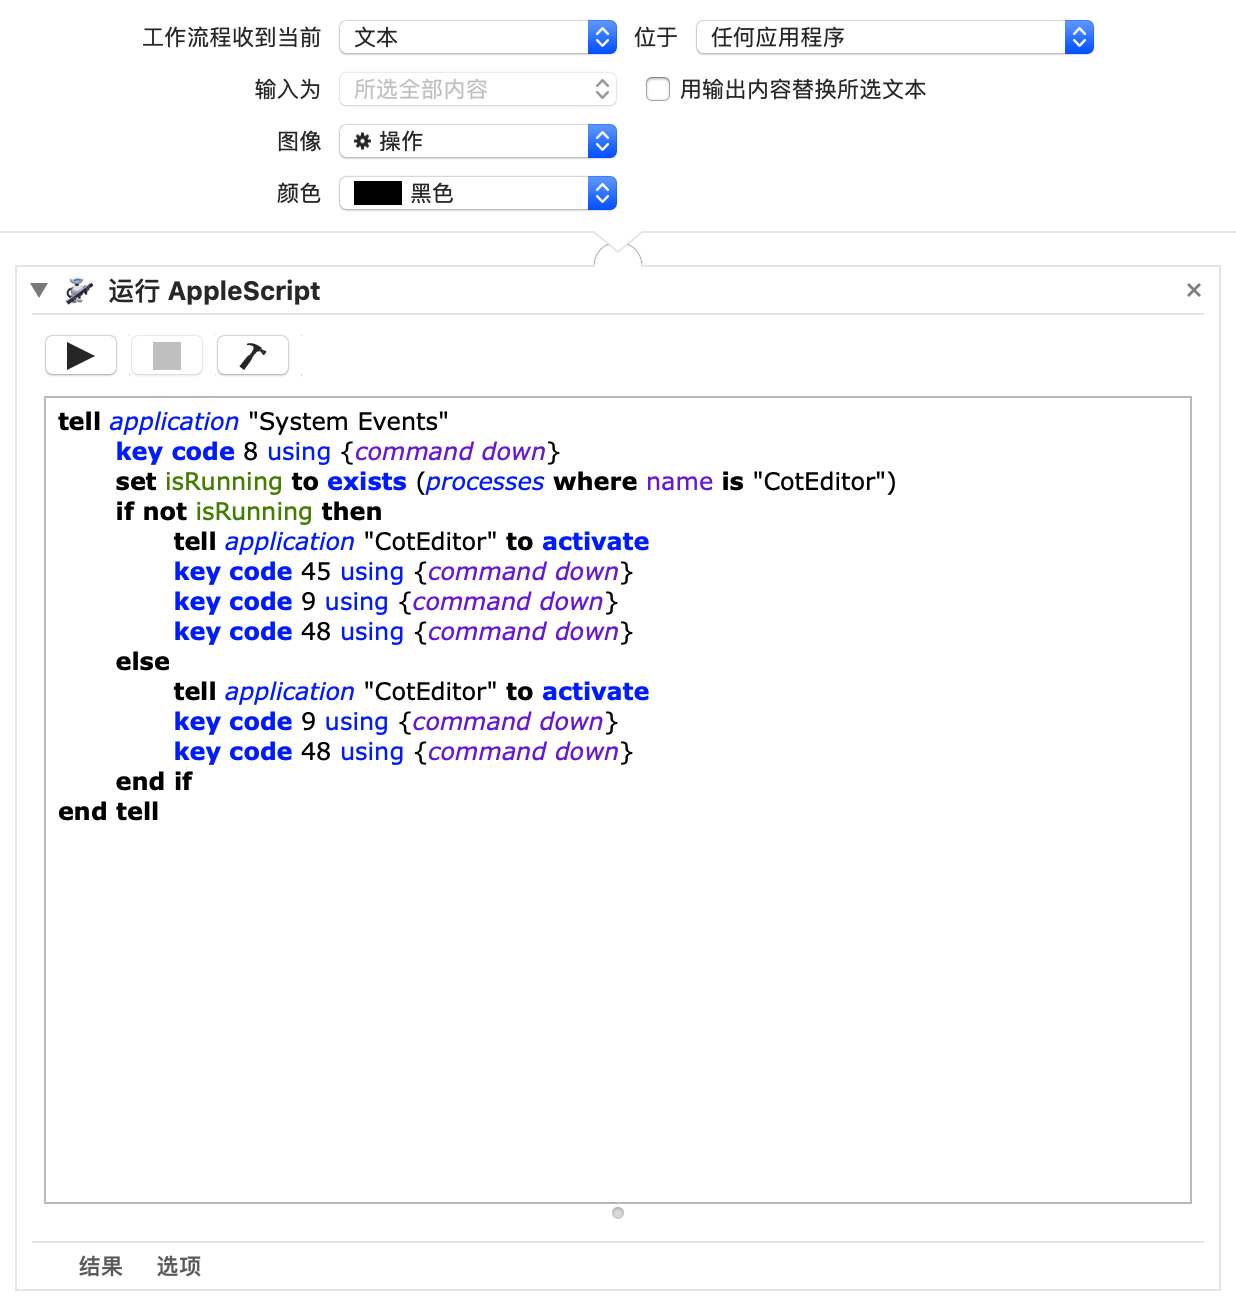 工作流程收到当前 文本 位于 任何应用程序
输入为 所选全部内容 用输出内容替换所选文本
图像 操作
颜色 黑色
运行 AppleScript
tell application "System Events"
key code 8 using {command down}
set isRunning to exists (processes where name is "CotEditor")
if not isRunning then
tell application "CotEditor" to activate
key code 45 using {command down}
key code 9 using {command down}
key code 48 using {command down}
else
tell application "CotEditor" to activate
key code 9 using {command down}
key code 48 using {command down}
end if
end tell
结果 选项